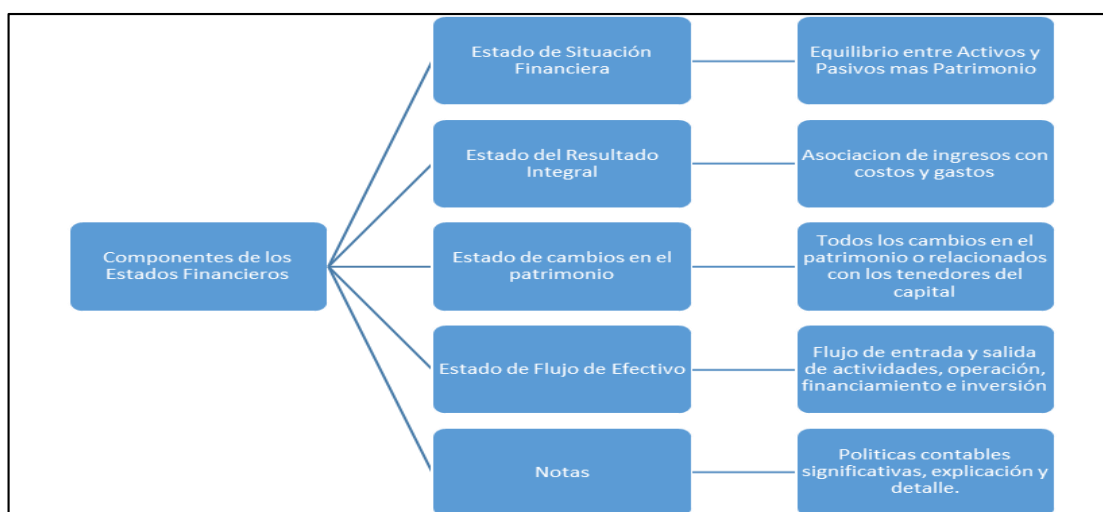 Estado de Situación
Financiera
Equilibrio entre Activos y
Pasivos mas Patrimonio
Estado del Resultado
Integral
Asociacion de ingresos con
costos y gastos
Componentes de los
Estados Financieros
Estado de cambios en el
patrimonio
Todos los cambios en el
patrimonio o relacionados
con los tenedores del
capital
Estado de Flujo de Efectivo
Flujo de entrada y salida
de actividades, operación,
financiamiento e inversión
Notas
Politicas contables
significativas, explicación y
detalle.